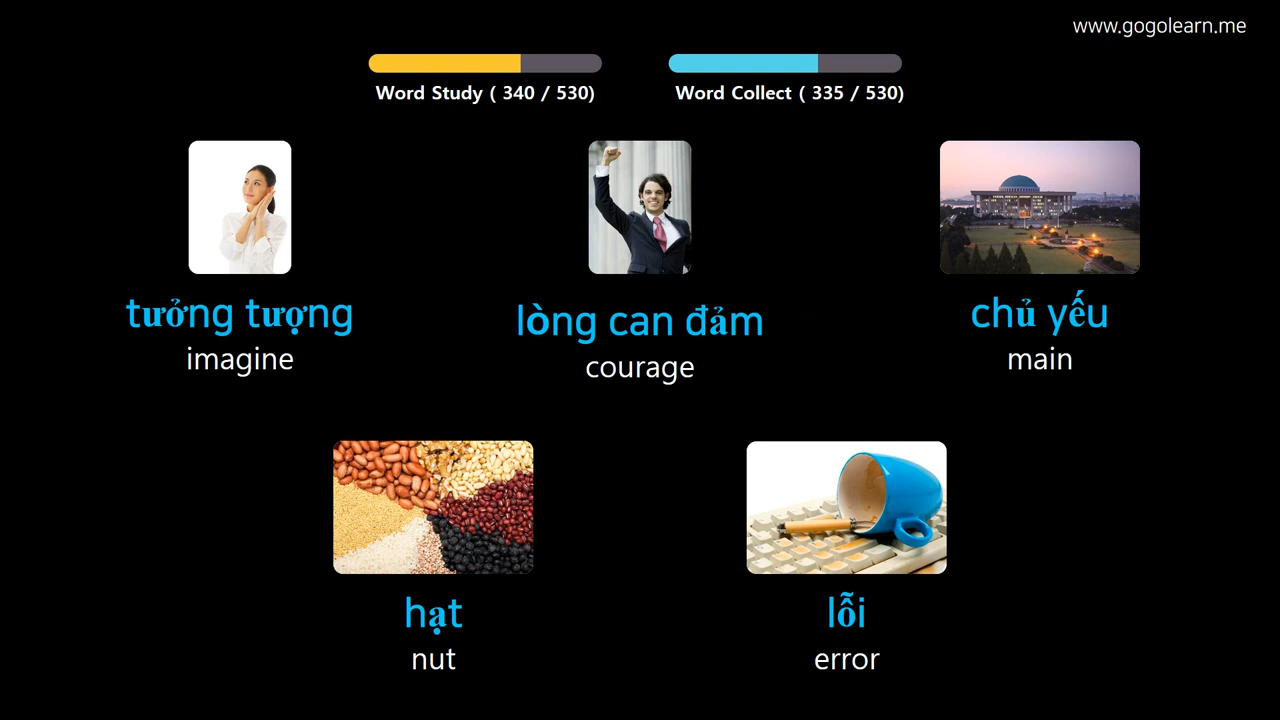 www.gogolearn.me
Word Study ( 340 / 530)
Word Collect ( 335 / 530)
tưởng tượng
imagine
lòng can đảm
courage
chủ yếu
main
hạt
nut
lỗi
error